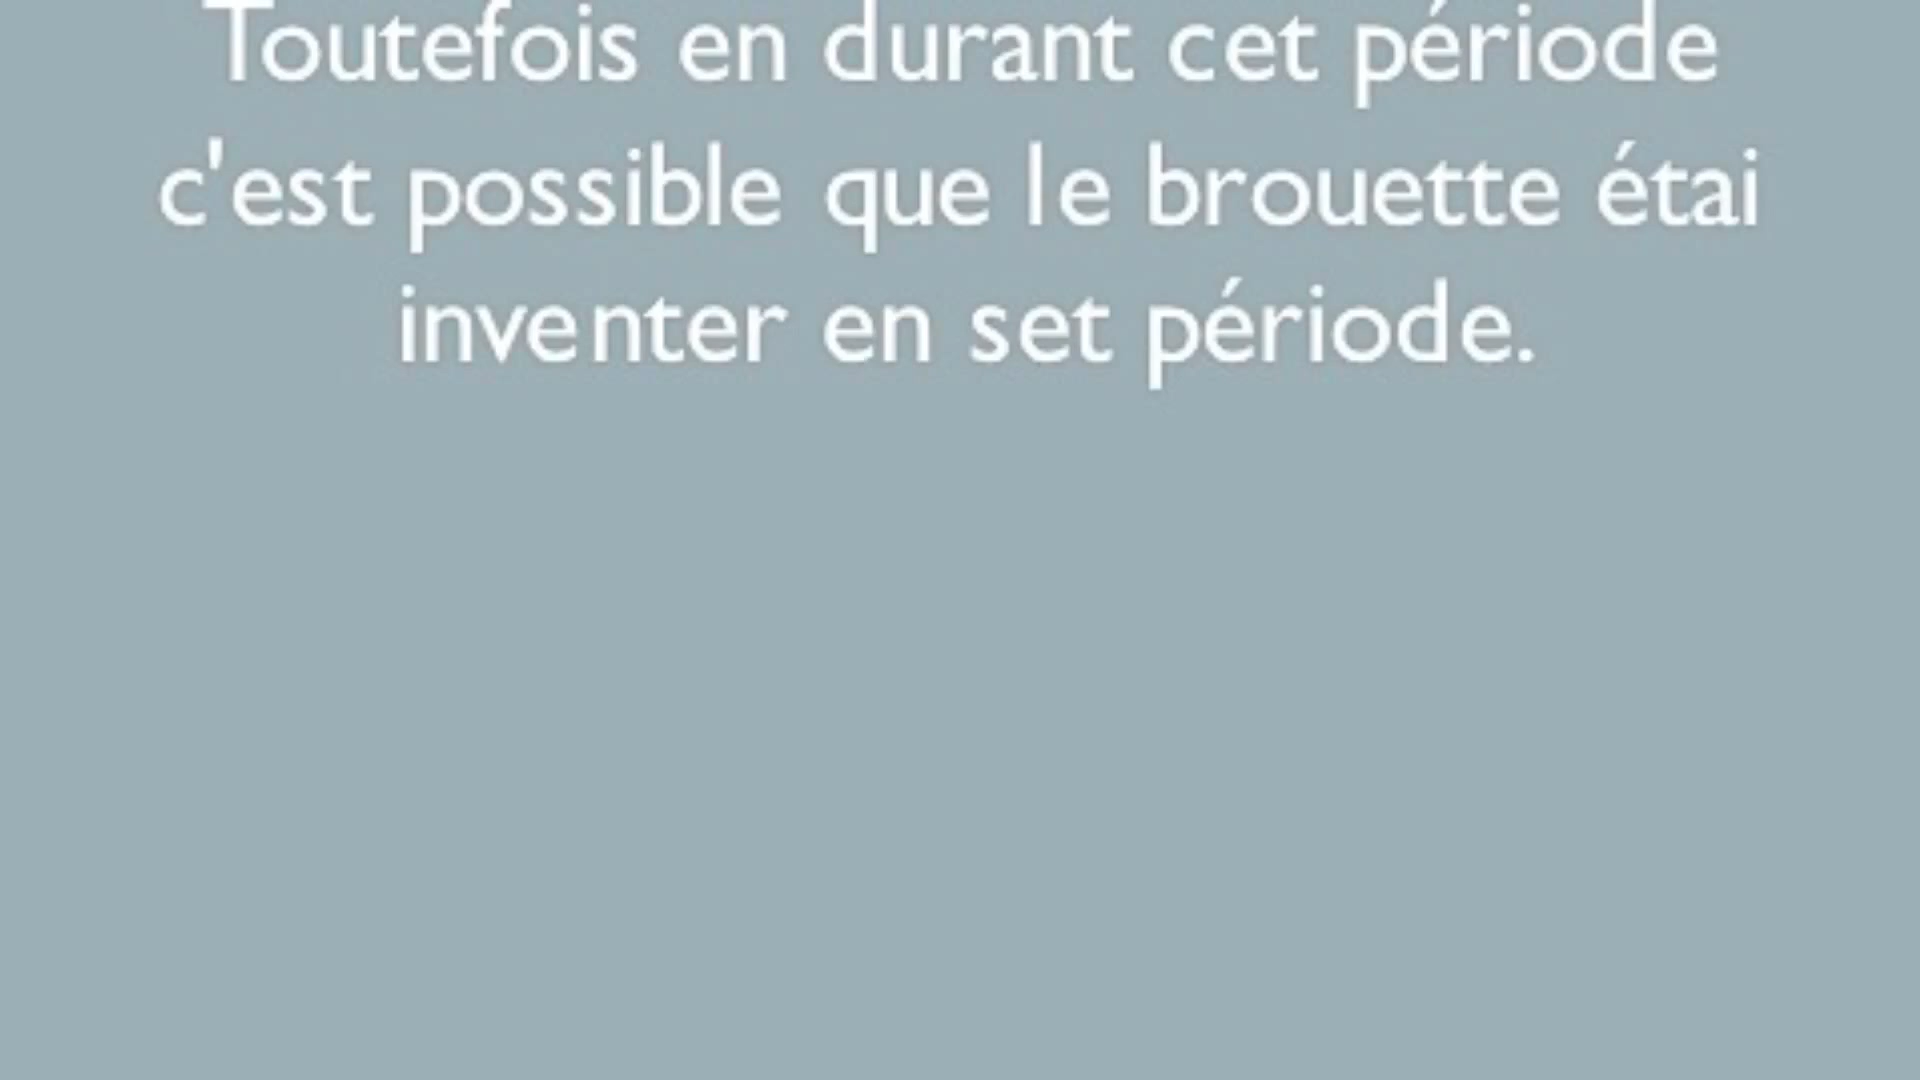 Toutefois en durant cet période
c'est possible que le brouette étai
inventer en set période.